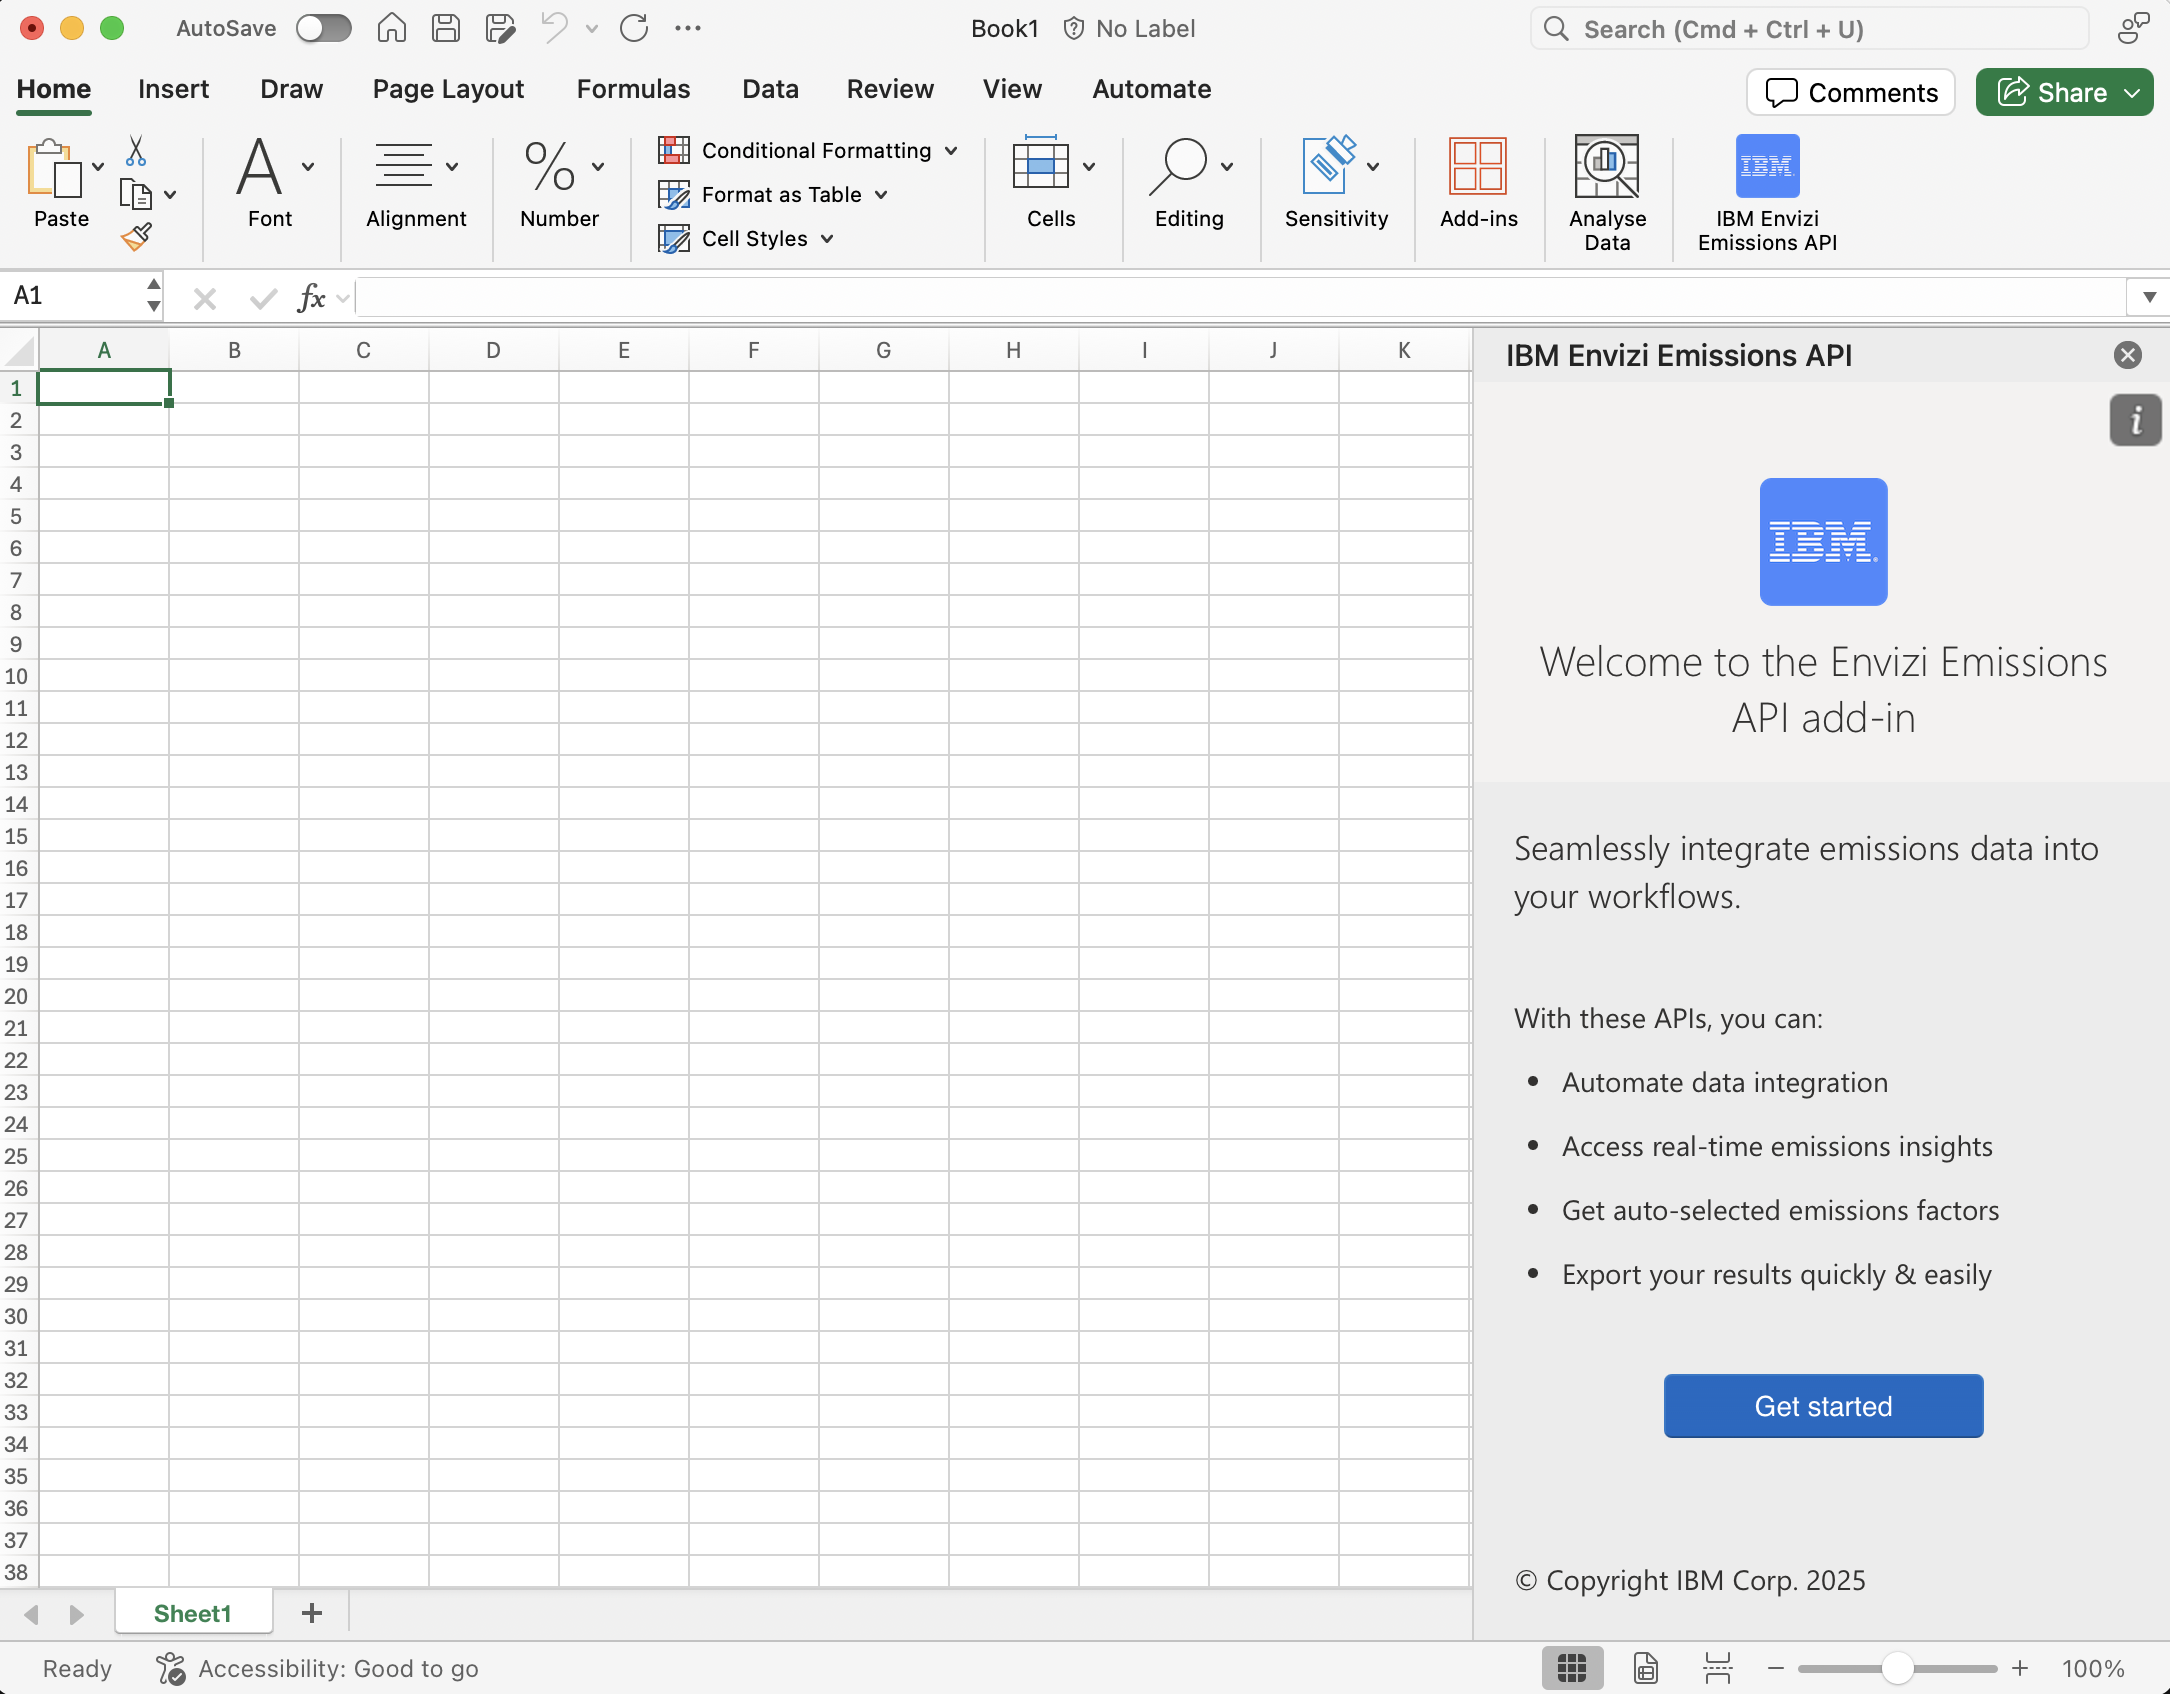 AutoSave
Book1
No Label
Search (Cmd + Ctrl + U)
Home
Insert
Draw
Page Layout
Formulas
Data
Review
View
Automate
Comments
Share
Paste
Font
Alignment
Number
Conditional Formatting
Format as Table
Cell Styles
Cells
Editing
Sensitivity
Add-ins
Analyse
Data
IBM
IBM Envizi
Emissions API
A1
fx
A B C D E F G H I J K
1
2
3
4
5
6
7
8
9
10
11
12
13
14
15
16
17
18
19
20
21
22
23
24
25
26
27
28
29
30
31
32
33
34
35
36
37
38
IBM Envizi Emissions API
i
IBM
Welcome to the Envizi Emissions
API add-in
Seamlessly integrate emissions data into
your workflows.
With these APIs, you can:
• Automate data integration
• Access real-time emissions insights
• Get auto-selected emissions factors
• Export your results quickly & easily
Get started
© Copyright IBM Corp. 2025
Sheet1
Ready
Accessibility: Good to go
100%